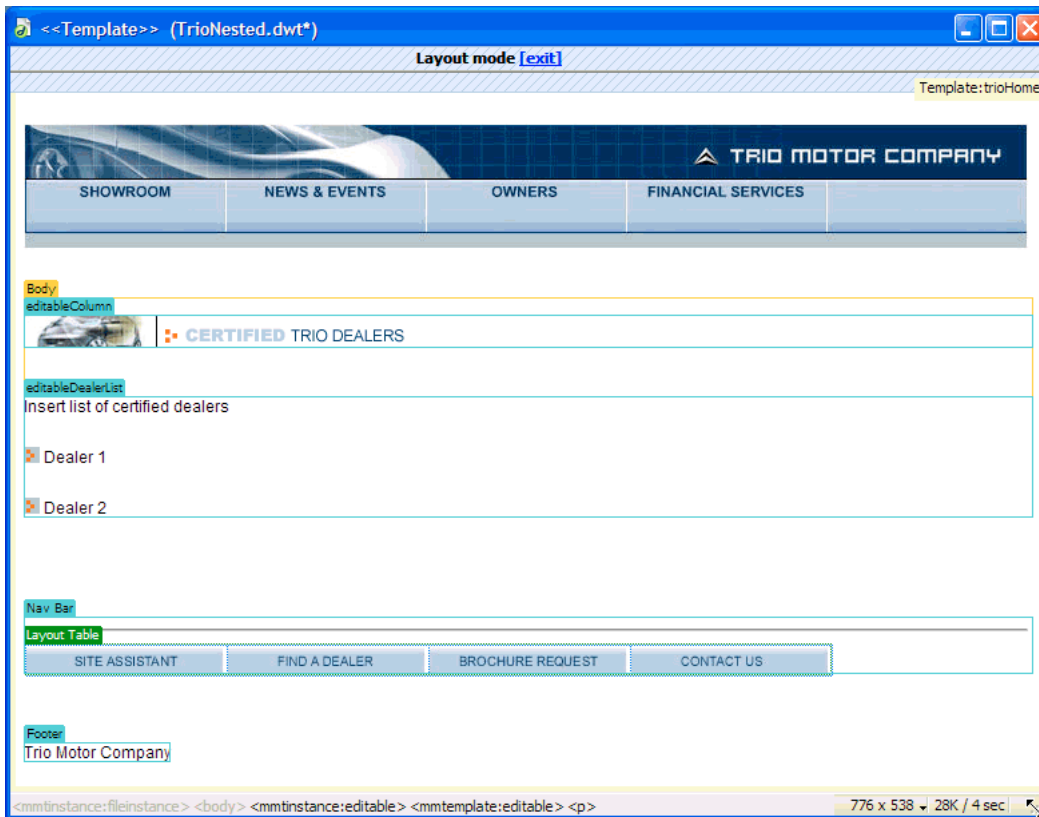 <<Template>> (TrioNested.dwt*)
Layout mode [exit]
Template:trioHome
TRIO MOTOR COMPANY
SHOWROOM NEWS & EVENTS OWNERS FINANCIAL SERVICES
Body
editableColumn
CERTIFIED TRIO DEALERS
editableDealerList
Insert list of certified dealers
Dealer 1
Dealer 2
Nav Bar
Layout Table
SITE ASSISTANT FIND A DEALER BROCHURE REQUEST CONTACT US
Footer
Trio Motor Company
<mmtinstance:fileinstance> <body> <mmtinstance:editable> <mmtemplate:editable> <p> 776 x 538 28K / 4 sec